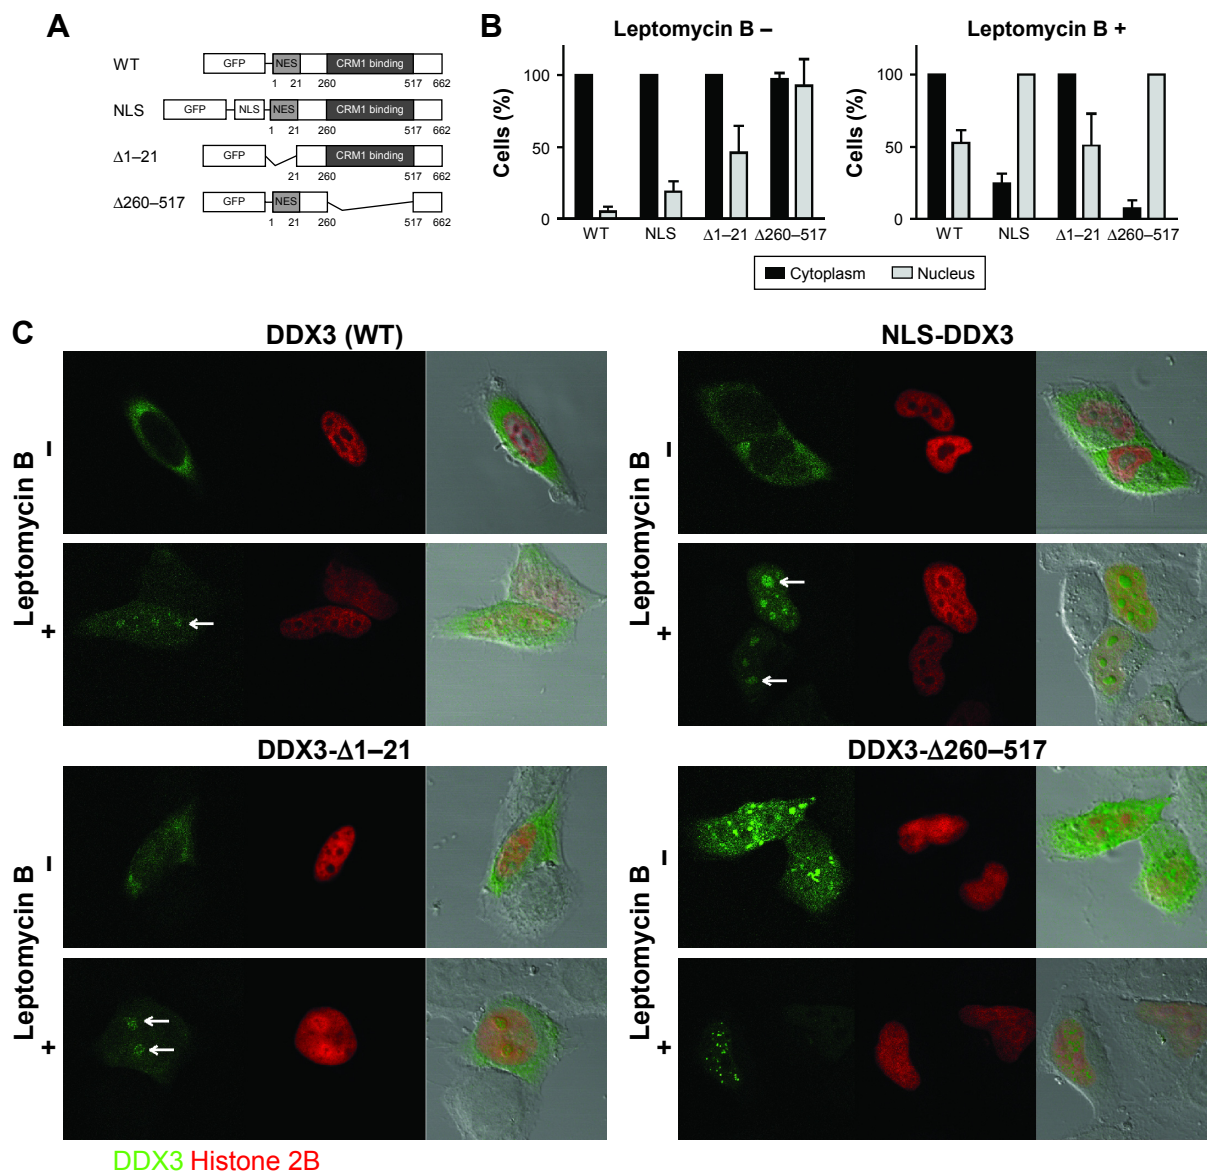 A
WT
GFP
NES
CRM1 binding
1 21 260 517 662
NLS
GFP
NLS
NES
CRM1 binding
1 21 260 517 662
Δ1–21
GFP
CRM1 binding
21 260 517 662
Δ260–517
GFP
NES
1 21 260 517 662
B
Leptomycin B –
Cells (%)
100
50
0
WT NLS Δ1–21 Δ260–517
Leptomycin B +
Cells (%)
100
50
0
WT NLS Δ1–21 Δ260–517
Cytoplasm Nucleus
C
DDX3 (WT)
Leptomycin B
–
+
NLS-DDX3
Leptomycin B
–
+
DDX3-Δ1–21
Leptomycin B
–
+
DDX3-Δ260–517
Leptomycin B
–
+
DDX3 Histone 2B